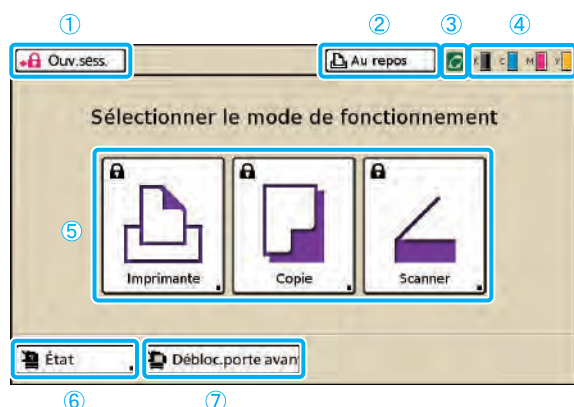 ① ② ③ ④
Ouv.séss. Au repos K C M Y
Sélectionner le mode de fonctionnement
⑤
Imprimante Copie Scanner
État Débloc.porte avan
⑥ ⑦